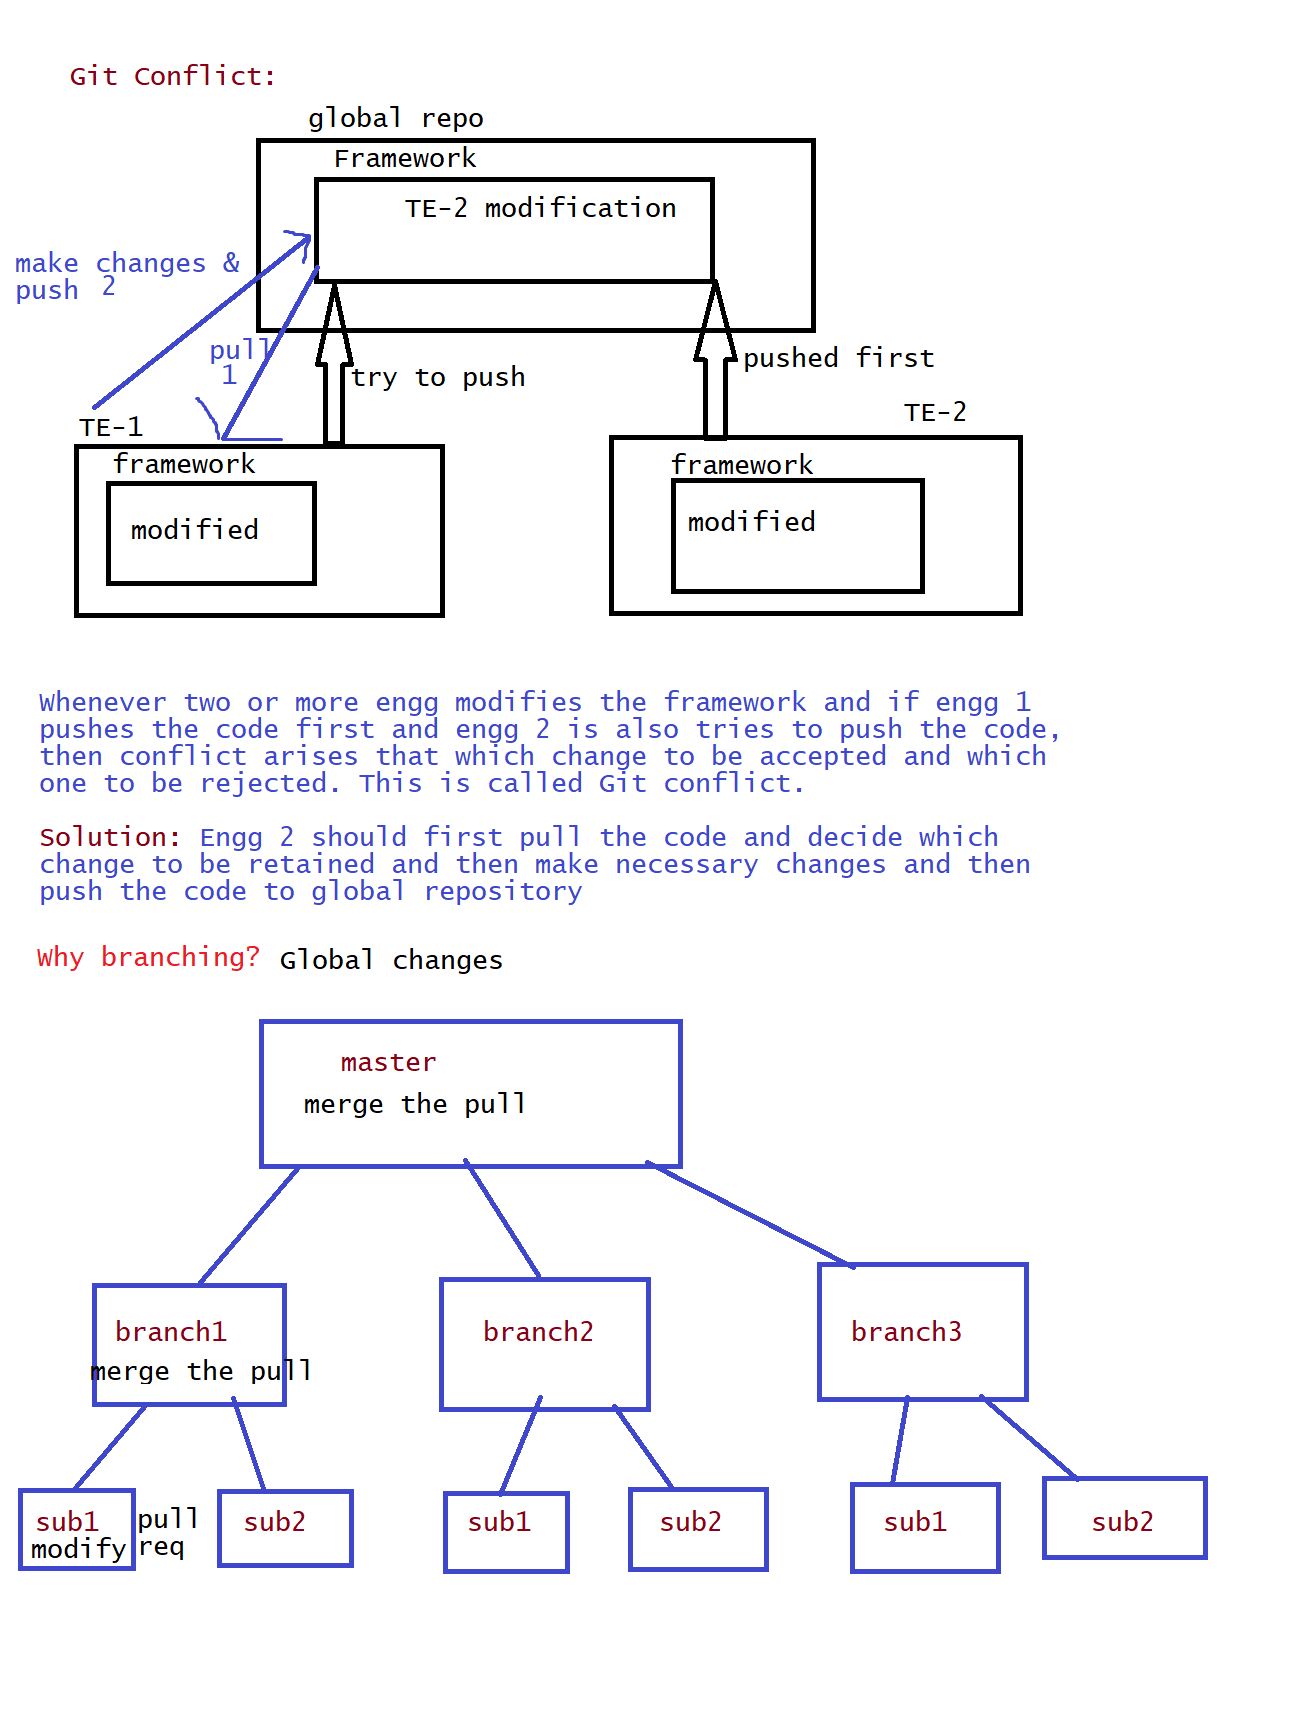 Git Conflict:
global repo
Framework
TE-2 modification
make changes &
push 2
pull
1
try to push
pushed first
TE-1
TE-2
framework
modified
framework
modified
Whenever two or more engg modifies the framework and if engg 1
pushes the code first and engg 2 is also tries to push the code,
then conflict arises that which change to be accepted and which
one to be rejected. This is called Git conflict.
Solution: Engg 2 should first pull the code and decide which
change to be retained and then make necessary changes and then
push the code to global repository
Why branching? Global changes
master
merge the pull
branch1
merge the pull
branch2
branch3
sub1
modify
pull
req
sub2
sub1
sub2
sub1
sub2